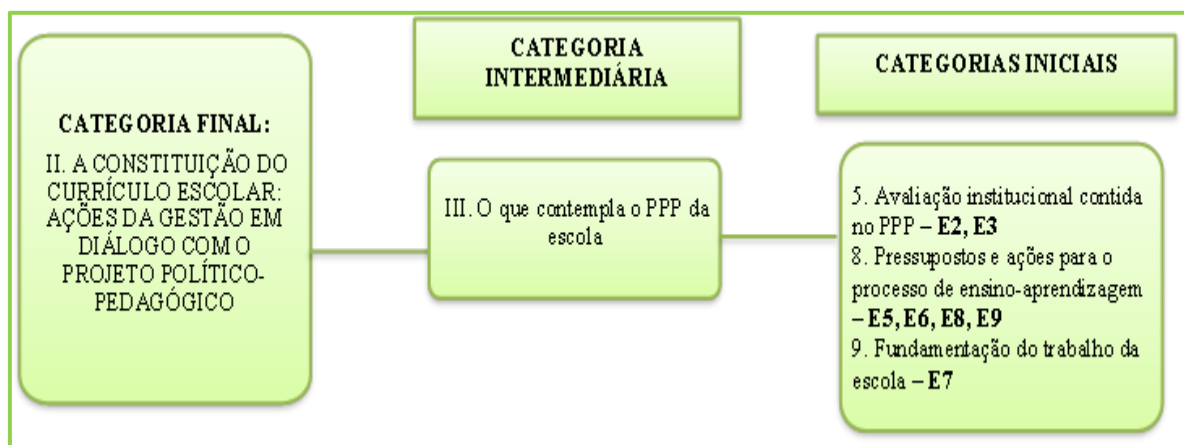 CATEGORIA FINAL:
II. A CONSTITUIÇÃO DO
CURRÍCULO ESCOLAR:
AÇÕES DA GESTÃO EM
DIÁLOGO COM O
PROJETO POLÍTICO-
PEDAGÓGICO
CATEGORIA
INTERMEDIÁRIA
III. O que contempla o PPP da
escola
CATEGORIAS INICIAIS
5. Avaliação institucional contida
no PPP – E2, E3
8. Pressupostos e ações para o
processo de ensino-aprendizagem
– E5, E6, E8, E9
9. Fundamentação do trabalho da
escola – E7